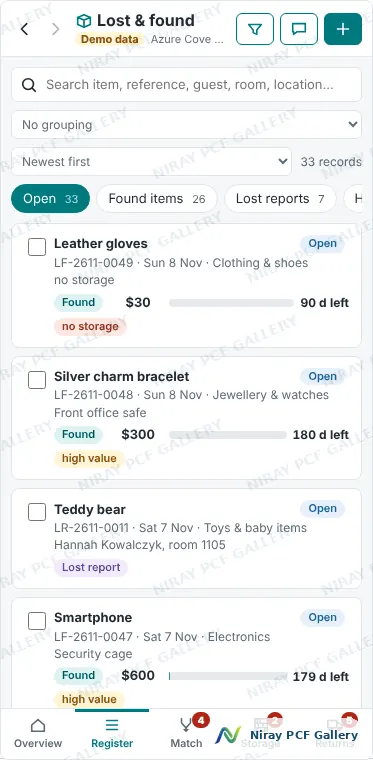 Lost & found
Demo data Azure Cove ...
Search item, reference, guest, room, location...
No grouping
Newest first
33 records
Open 33
Found items 26
Lost reports 7
H
Leather gloves
Open
LF-2611-0049 · Sun 8 Nov · Clothing & shoes
no storage
Found $30 90 d left
no storage
Silver charm bracelet
Open
LF-2611-0048 · Sun 8 Nov · Jewellery & watches
Front office safe
Found $300 180 d left
high value
Teddy bear
Open
LR-2611-0011 · Sat 7 Nov · Toys & baby items
Hannah Kowalczyk, room 1105
Lost report
Smartphone
Open
LF-2611-0047 · Sat 7 Nov · Electronics
Security cage
Found $600 179 d left
high value
4
Overview Register Match Storage Returns
Niray PCF Gallery
NIRAY PCF GALLERY